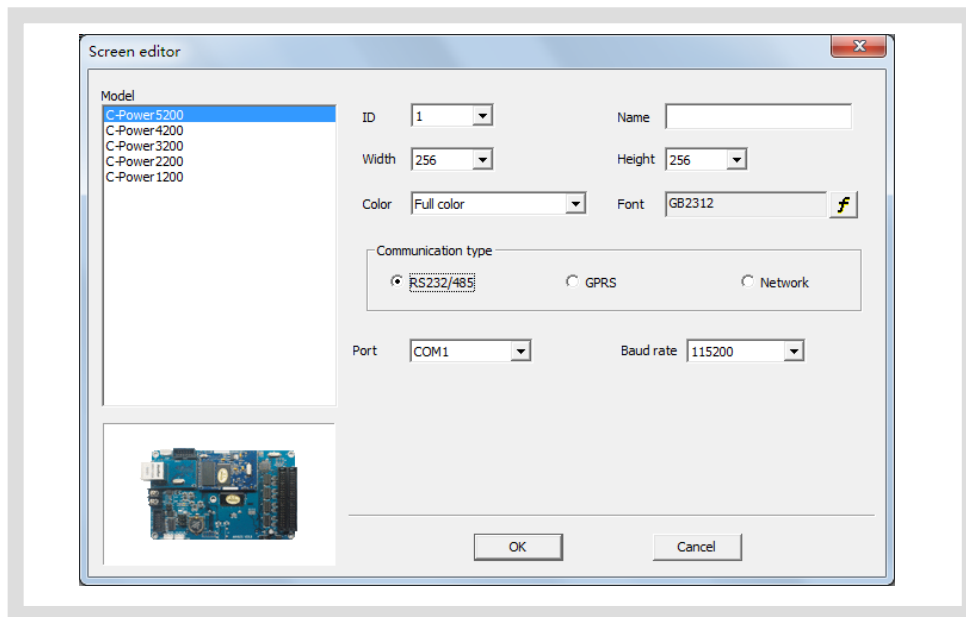 Screen editor
Model
C-Power5200
C-Power4200
C-Power3200
C-Power2200
C-Power1200
ID 1 Name
Width 256 Height 256
Color Full color Font GB2312 f
Communication type
RS232/485 GPRS Network
Port COM1 Baud rate 115200
OK Cancel